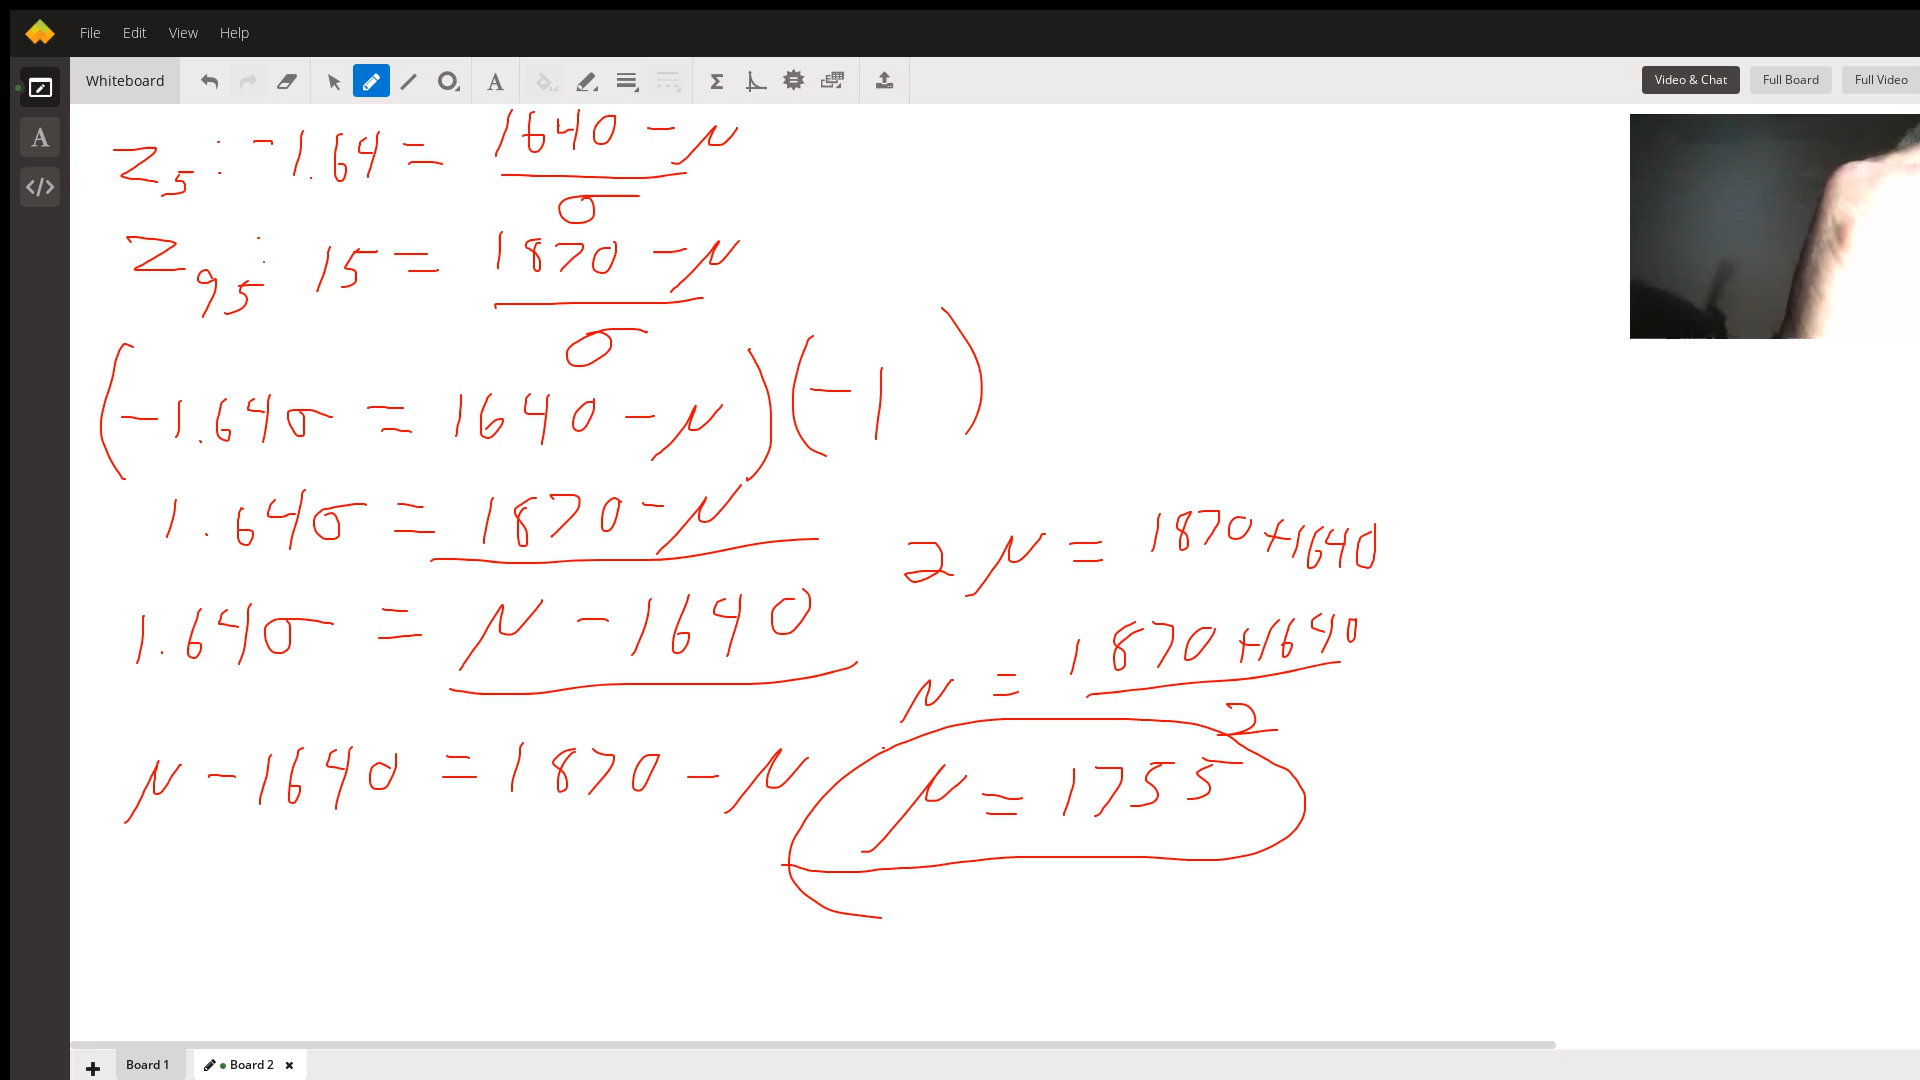 File Edit View Help
Whiteboard A Σ Video & Chat Full Board Full Video
A
</>
Z5 : -1.64 = 1640 - μ / σ
Z95 : 15 = 1870 - μ / σ
(-1.64σ = 1640 - μ)(-1)
1.64σ = 1870 - μ
1.64σ = μ - 1640
μ - 1640 = 1870 - μ
2μ = 1870 + 1640
μ = 1870 + 1640 / 2
μ = 1755
+ Board 1 Board 2 ×